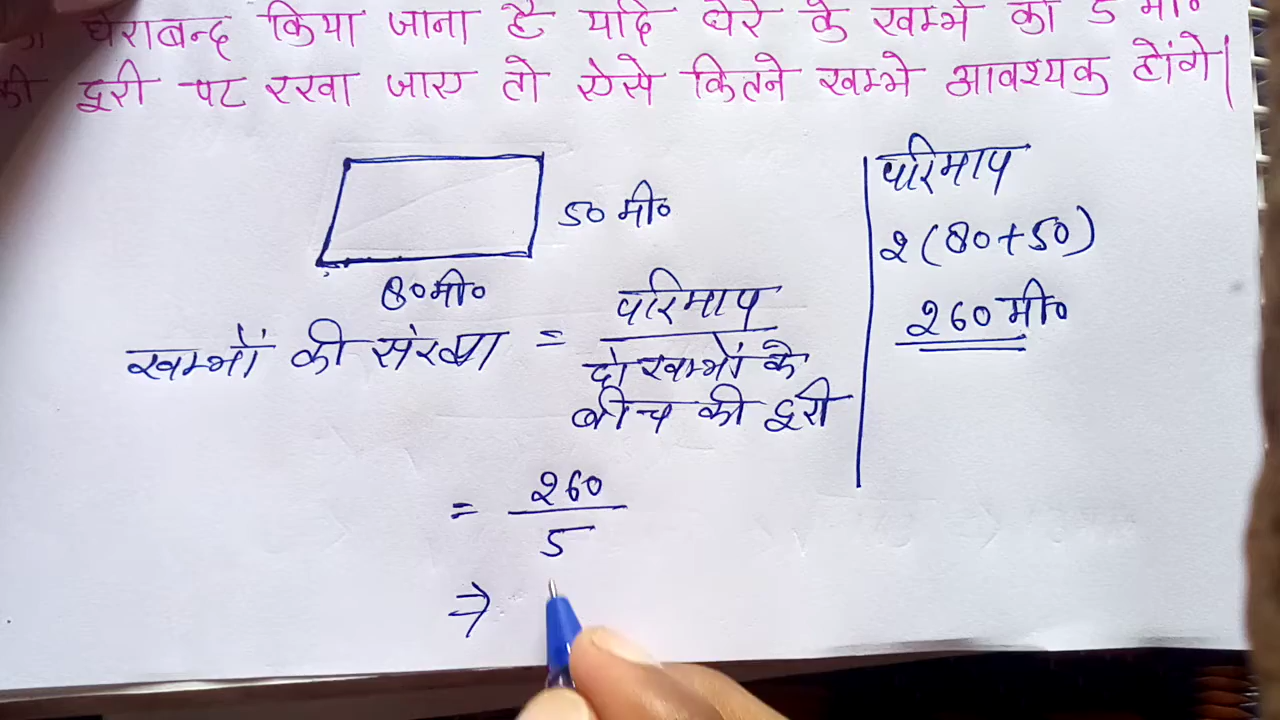 घेराबन्द किया जाना है यदि घेरे के खम्भे को 5 मी०
की दूरी पर रखा जाए तो ऐसे कितने खम्भे आवश्यक होंगे।
50 मी०
80मी०
खम्भों की संख्या = परिमाप
दो खम्भों के
बीच की दूरी
= 260
5
⇒
परिमाप
2(80+50)
260मी०